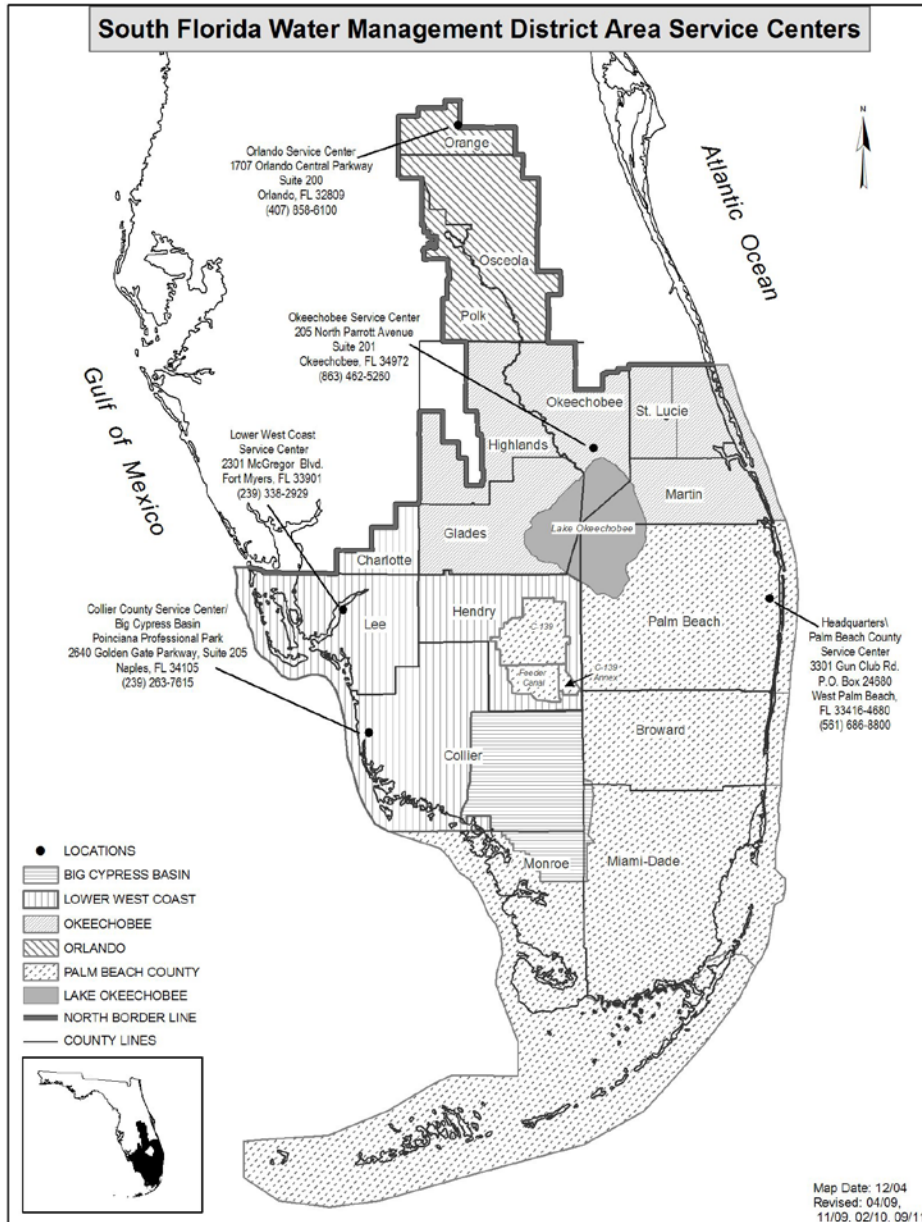 South Florida Water Management District Area Service Centers
N
Orlando Service Center
1707 Orlando Central Parkway
Suite 200
Orlando, FL 32809
(407) 858-6100
Orange
Atlantic Ocean
Osceola
Polk
Okeechobee Service Center
205 North Parrott Avenue
Suite 201
Okeechobee, FL 34972
(863) 462-5260
Gulf of Mexico
Okeechobee
St. Lucie
Highlands
Lower West Coast
Service Center
2301 McGregor Blvd.
Fort Myers, FL 33901
(239) 338-2929
Martin
Lake Okeechobee
Glades
Charlotte
Collier County Service Center/
Big Cypress Basin
Poinciana Professional Park
2640 Golden Gate Parkway, Suite 205
Naples, FL 34105
(239) 263-7615
Lee
Hendry
C-139
Feeder
Canal
C-139
Annex
Palm Beach
Headquarters\
Palm Beach County
Service Center
3301 Gun Club Rd.
P.O. Box 24680
West Palm Beach,
FL 33416-4680
(561) 686-8800
Broward
Collier
Monroe
Miami-Dade
LOCATIONS
BIG CYPRESS BASIN
LOWER WEST COAST
OKEECHOBEE
ORLANDO
PALM BEACH COUNTY
LAKE OKEECHOBEE
NORTH BORDER LINE
COUNTY LINES
Map Date: 12/04
Revised: 04/09,
11/09, 02/10, 09/11